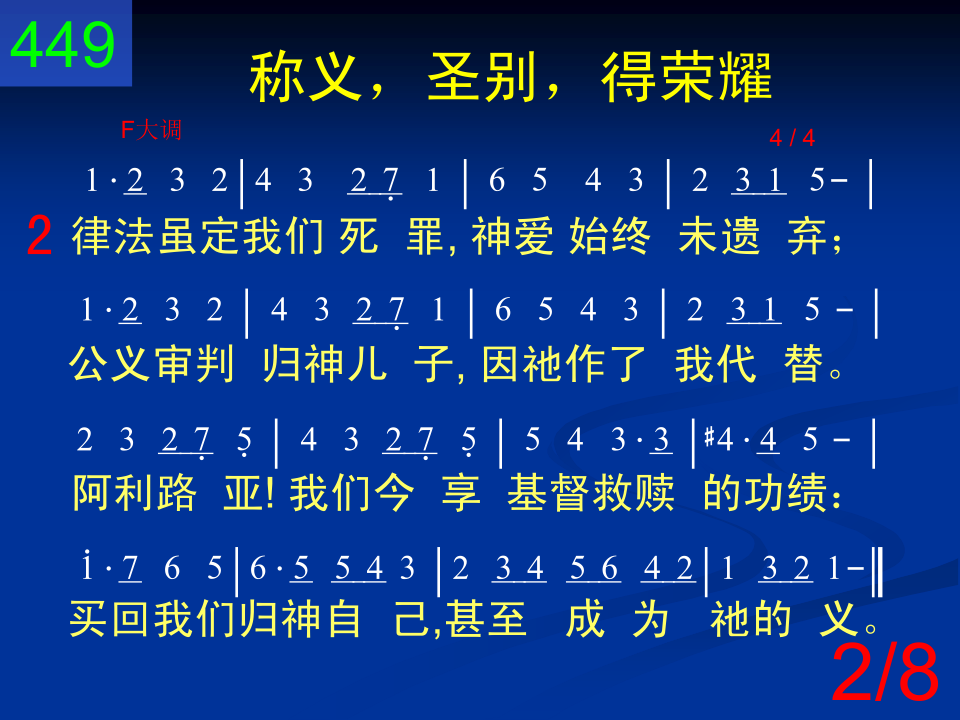 449
称义，圣别，得荣耀
F大调
4 / 4
1 · 2 3 2 | 4 3 2 7̣ 1 | 6 5 4 3 | 2 3 1 5 - |
2 律法虽定我们 死 罪, 神爱 始终 未遗 弃；
1 · 2 3 2 | 4 3 2 7̣ 1 | 6 5 4 3 | 2 3 1 5 - |
公义审判 归神儿 子, 因祂作了 我代 替。
2 3 2 7̣ 5̣ | 4 3 2 7̣ 5̣ | 5 4 3 · 3 | ♯4 · 4 5 - |
阿利路 亚! 我们今 享 基督救赎 的功绩：
1̇ · 7 6 5 | 6 · 5 5 4 3 | 2 3 4 5 6 4 2 | 1 3 2 1 - ‖
买回我们归神自 己,甚至 成 为 祂的 义。
2/8